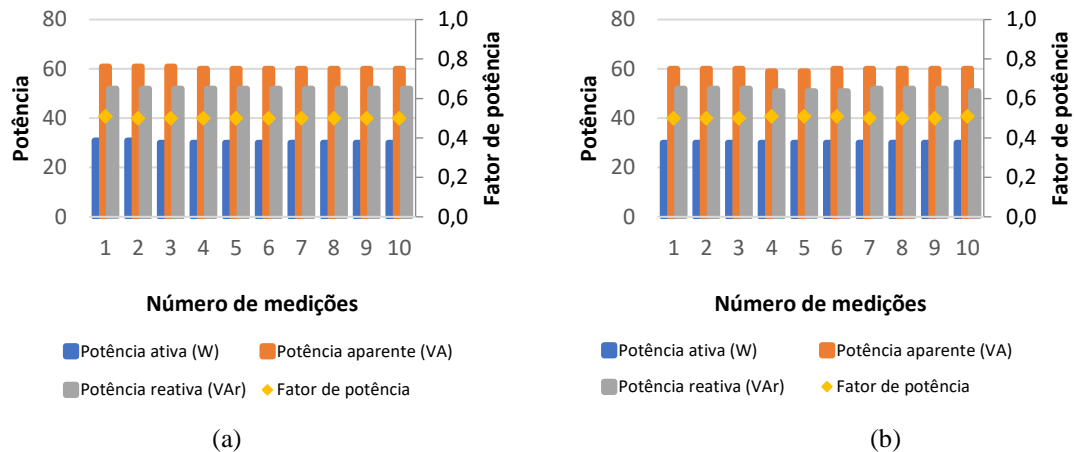 80
60
40
20
0
Potência
1,0
0,8
0,6
0,4
0,2
0,0
Fator de potência
1 2 3 4 5 6 7 8 9 10
Número de medições
Potência ativa (W) Potência aparente (VA)
Potência reativa (VAr) Fator de potência
(a)
80
60
40
20
0
Potência
1,0
0,8
0,6
0,4
0,2
0,0
Fator de potência
1 2 3 4 5 6 7 8 9 10
Número de medições
Potência ativa (W) Potência aparente (VA)
Potência reativa (VAr) Fator de potência
(b)